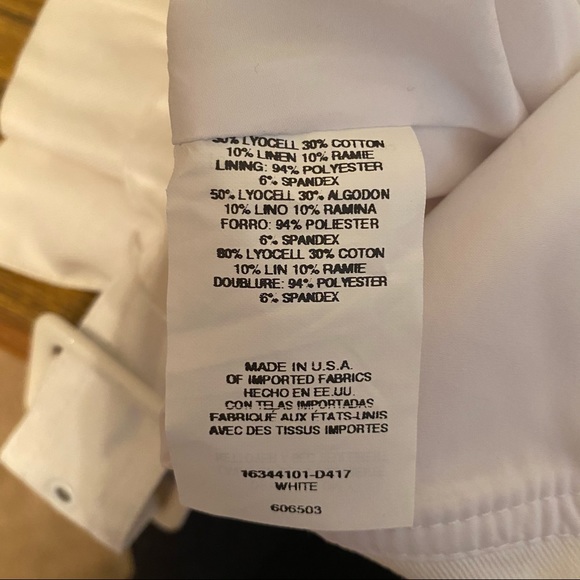 50% LYOCELL 30% COTTON
10% LINEN 10% RAMIE
LINING: 94% POLYESTER
6% SPANDEX
50% LYOCELL 30% ALGODON
10% LINO 10% RAMINA
FORRO: 94% POLIESTER
6% SPANDEX
80% LYOCELL 30% COTON
10% LIN 10% RAMIE
DOUBLURE: 94% POLYESTER
6% SPANDEX
MADE IN U.S.A.
OF IMPORTED FABRICS
HECHO EN EE.UU.
CON TELAS IMPORTADAS
FABRIQUÉ AUX ÉTATS-UNIS
AVEC DES TISSUS IMPORTES
16344101-D417
WHITE
606503